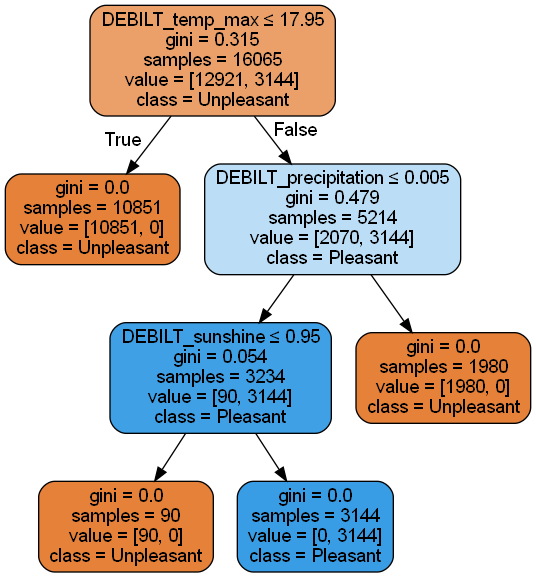 DEBILT_temp_max ≤ 17.95
gini = 0.315
samples = 16065
value = [12921, 3144]
class = Unpleasant
True
False
gini = 0.0
samples = 10851
value = [10851, 0]
class = Unpleasant
DEBILT_precipitation ≤ 0.005
gini = 0.479
samples = 5214
value = [2070, 3144]
class = Pleasant
DEBILT_sunshine ≤ 0.95
gini = 0.054
samples = 3234
value = [90, 3144]
class = Pleasant
gini = 0.0
samples = 1980
value = [1980, 0]
class = Unpleasant
gini = 0.0
samples = 90
value = [90, 0]
class = Unpleasant
gini = 0.0
samples = 3144
value = [0, 3144]
class = Pleasant